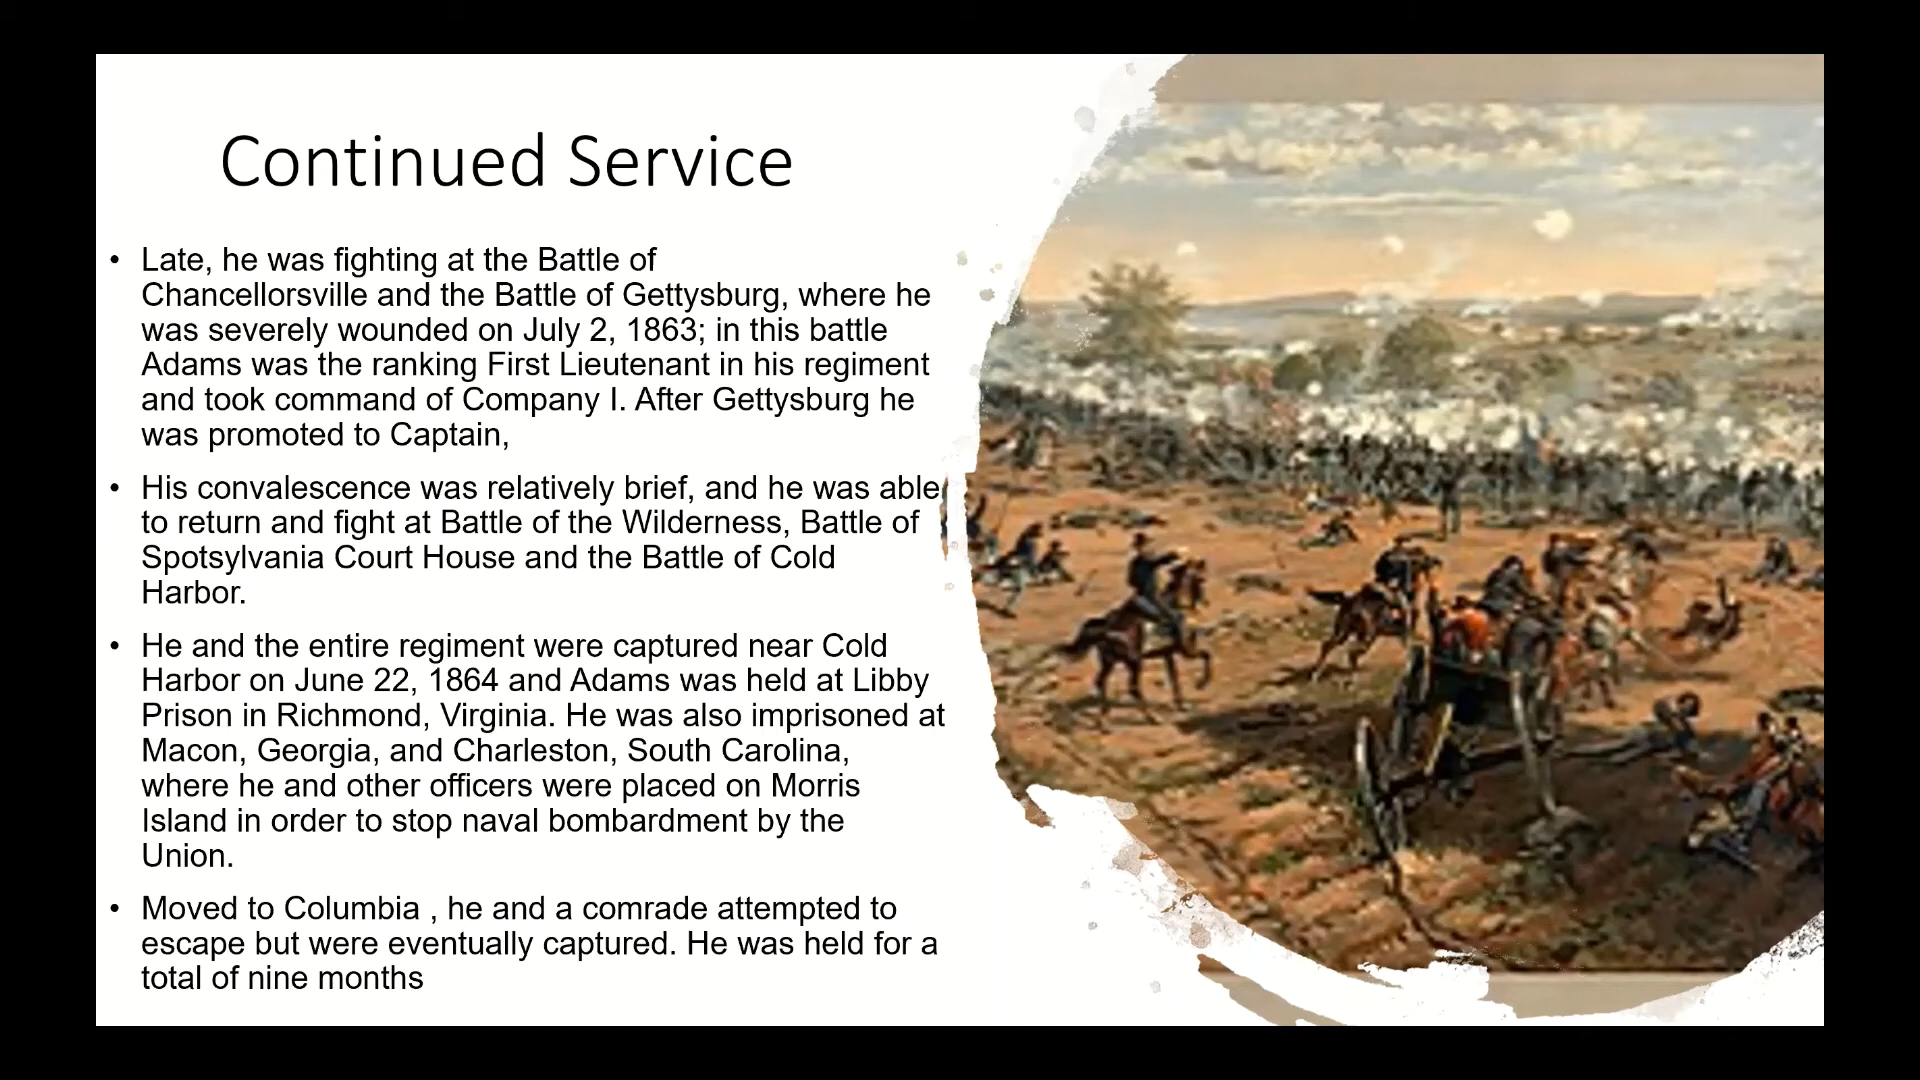 Continued Service
• Late, he was fighting at the Battle of
Chancellorsville and the Battle of Gettysburg, where he
was severely wounded on July 2, 1863; in this battle
Adams was the ranking First Lieutenant in his regiment
and took command of Company I. After Gettysburg he
was promoted to Captain,
• His convalescence was relatively brief, and he was able
to return and fight at Battle of the Wilderness, Battle of
Spotsylvania Court House and the Battle of Cold
Harbor.
• He and the entire regiment were captured near Cold
Harbor on June 22, 1864 and Adams was held at Libby
Prison in Richmond, Virginia. He was also imprisoned at
Macon, Georgia, and Charleston, South Carolina,
where he and other officers were placed on Morris
Island in order to stop naval bombardment by the
Union.
• Moved to Columbia , he and a comrade attempted to
escape but were eventually captured. He was held for a
total of nine months